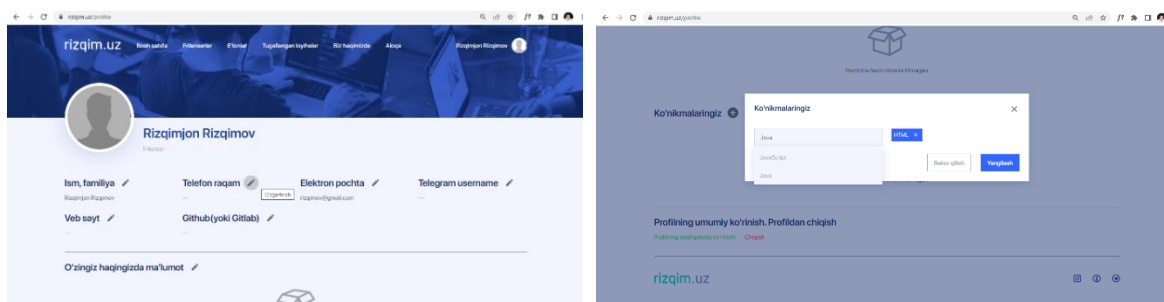 rizqim.uz/profile
rizqim.uz Bosh sahifa Frilanserlar E'lonlar Tugallangan loyihalar Biz haqimizda Aloqa Rizqimjon Rizqimov
Rizqimjon Rizqimov
Frilanser
Ism, familiya Telefon raqam Elektron pochta Telegram username
Rizqimjon Rizqimov — O'zgartirish rizqimov@gmail.com —
Veb sayt Github(yoki Gitlab)
— —
O'zingiz haqingizda ma'lumot
rizqim.uz/profile
Hozircha hech nima kiritilmagan
Ko'nikmalaringiz
Ko'nikmalaringiz ×
Java HTML ×
JavaScript
Java
Bekor qilish Yangilash
Profilning umumiy ko'rinish. Profildan chiqish
Profilning boshqalarda ko'rinishi Chiqish
rizqim.uz